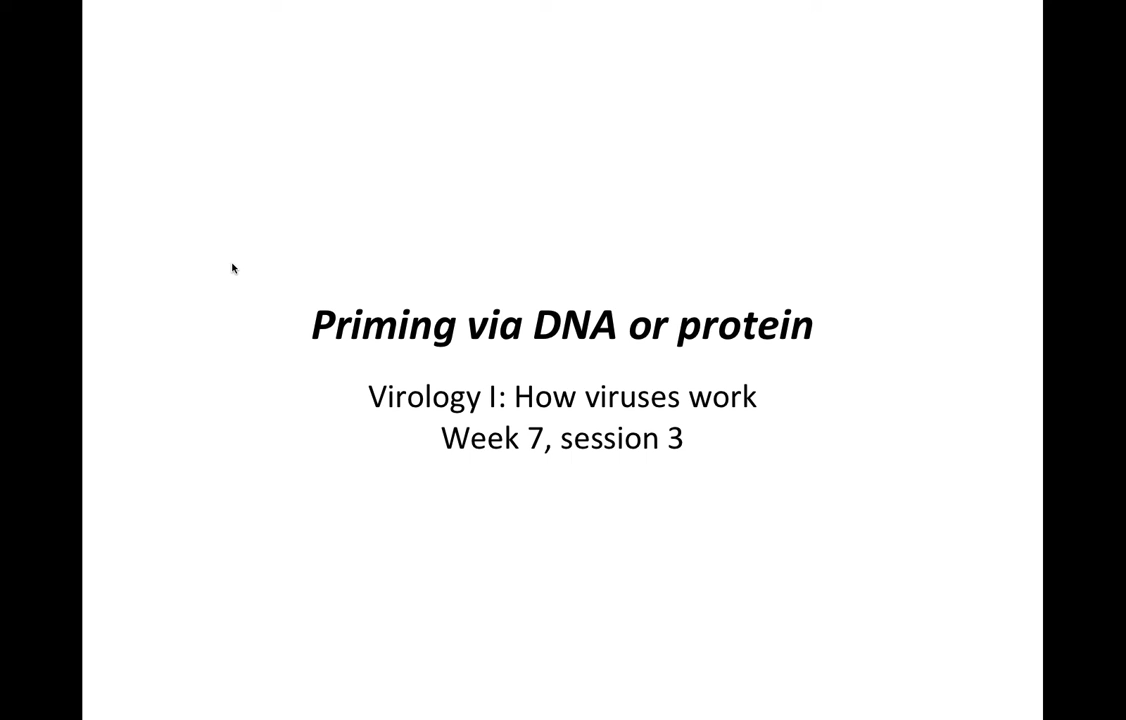 Priming via DNA or protein
Virology I: How viruses work
Week 7, session 3